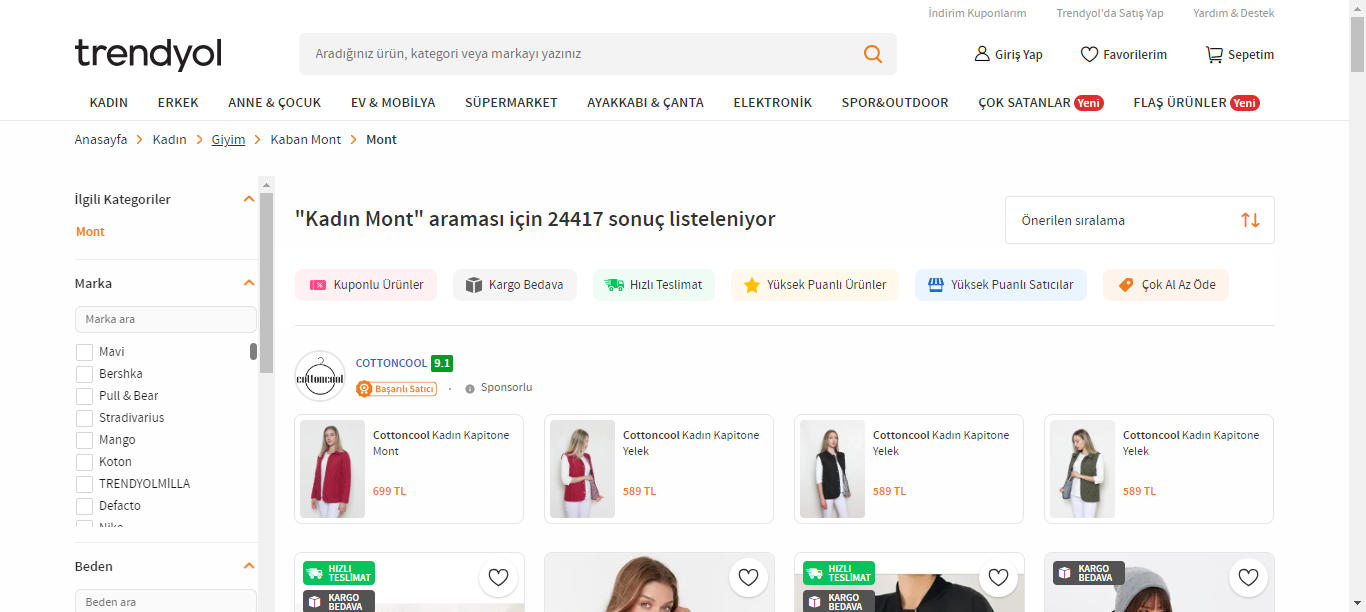 İndirim Kuponlarım Trendyol'da Satış Yap Yardım & Destek
trendyol
Aradığınız ürün, kategori veya markayı yazınız
Giriş Yap Favorilerim Sepetim
KADIN ERKEK ANNE & ÇOCUK EV & MOBİLYA SÜPERMARKET AYAKKABI & ÇANTA ELEKTRONİK SPOR&OUTDOOR ÇOK SATANLAR Yeni FLAŞ ÜRÜNLER Yeni
Anasayfa > Kadın > Giyim > Kaban Mont > Mont
İlgili Kategoriler
Mont
Marka
Marka ara
Mavi
Bershka
Pull & Bear
Stradivarius
Mango
Koton
TRENDYOLMİLLA
Defacto
Nike
Beden
Beden ara
"Kadın Mont" araması için 24417 sonuç listeleniyor
Önerilen sıralama
Kuponlu Ürünler Kargo Bedava Hızlı Teslimat Yüksek Puanlı Ürünler Yüksek Puanlı Satıcılar Çok Al Az Öde
cottoncool
COTTONCOOL 9.1
Başarılı Satıcı · Sponsorlu
Cottoncool Kadın Kapitone
Mont
699 TL
Cottoncool Kadın Kapitone
Yelek
589 TL
Cottoncool Kadın Kapitone
Yelek
589 TL
Cottoncool Kadın Kapitone
Yelek
589 TL
HIZLI
TESLİMAT
KARGO
BEDAVA
HIZLI
TESLİMAT
KARGO
BEDAVA
KARGO
BEDAVA